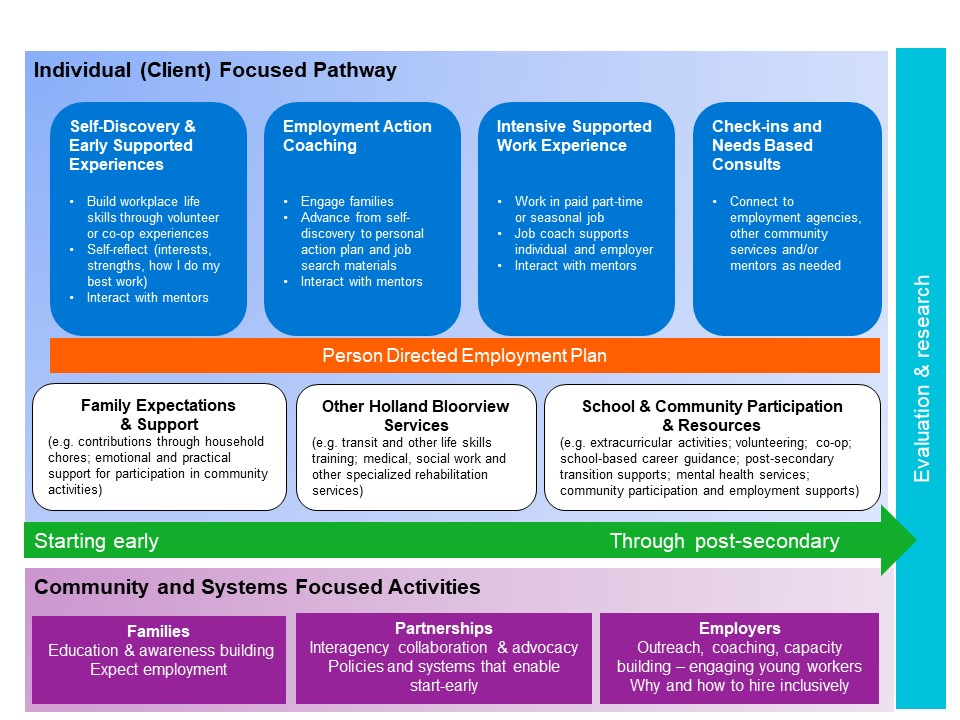 Individual (Client) Focused Pathway
Self-Discovery &
Early Supported
Experiences
• Build workplace life
skills through volunteer
or co-op experiences
• Self-reflect (interests,
strengths, how I do my
best work)
• Interact with mentors
Employment Action
Coaching
• Engage families
• Advance from self-
discovery to personal
action plan and job
search materials
• Interact with mentors
Intensive Supported
Work Experience
• Work in paid part-time
or seasonal job
• Job coach supports
individual and employer
• Interact with mentors
Check-ins and
Needs Based
Consults
• Connect to
employment agencies,
other community
services and/or
mentors as needed
Person Directed Employment Plan
Family Expectations
& Support
(e.g. contributions through household
chores; emotional and practical
support for participation in community
activities)
Other Holland Bloorview
Services
(e.g. transit and other life skills
training; medical, social work and
other specialized rehabilitation
services)
School & Community Participation
& Resources
(e.g. extracurricular activities; volunteering; co-op;
school-based career guidance; post-secondary
transition supports; mental health services;
community participation and employment supports)
Starting early
Through post-secondary
Community and Systems Focused Activities
Families
Education & awareness building
Expect employment
Partnerships
Interagency collaboration & advocacy
Policies and systems that enable
start-early
Employers
Outreach, coaching, capacity
building – engaging young workers
Why and how to hire inclusively
Evaluation & research